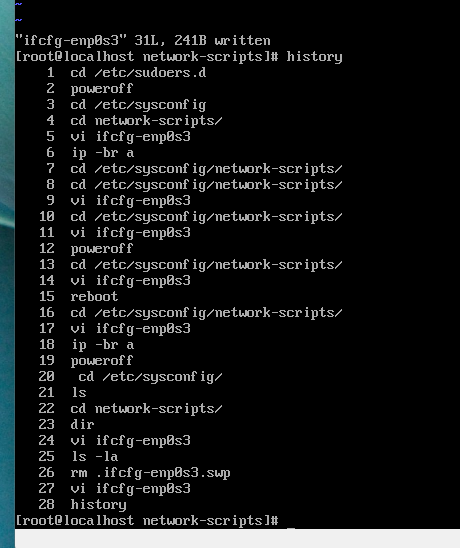 ~
~
"ifcfg-enp0s3" 31L, 241B written
[root@localhost network-scripts]# history
1 cd /etc/sudoers.d
2 poweroff
3 cd /etc/sysconfig
4 cd network-scripts/
5 vi ifcfg-enp0s3
6 ip -br a
7 cd /etc/sysconfig/network-scripts/
8 cd /etc/sysconfig/network-scripts/
9 vi ifcfg-enp0s3
10 cd /etc/sysconfig/network-scripts/
11 vi ifcfg-enp0s3
12 poweroff
13 cd /etc/sysconfig/network-scripts/
14 vi ifcfg-enp0s3
15 reboot
16 cd /etc/sysconfig/network-scripts/
17 vi ifcfg-enp0s3
18 ip -br a
19 poweroff
20 cd /etc/sysconfig/
21 ls
22 cd network-scripts/
23 dir
24 vi ifcfg-enp0s3
25 ls -la
26 rm .ifcfg-enp0s3.swp
27 vi ifcfg-enp0s3
28 history
[root@localhost network-scripts]# _